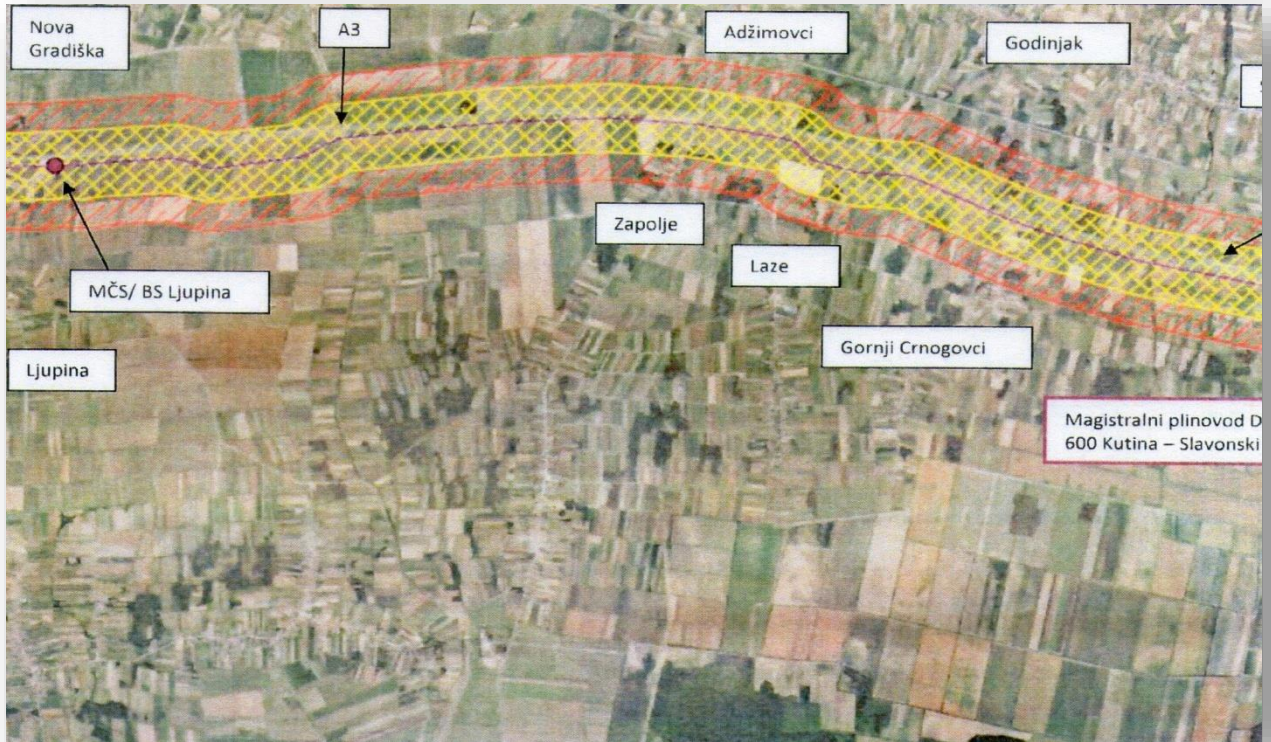 Nova
Gradiška
A3
Adžimovci
Godinjak
Zapolje
Laze
MČS/ BS Ljupina
Gornji Crnogovci
Ljupina
Magistralni plinovod D
600 Kutina – Slavonski